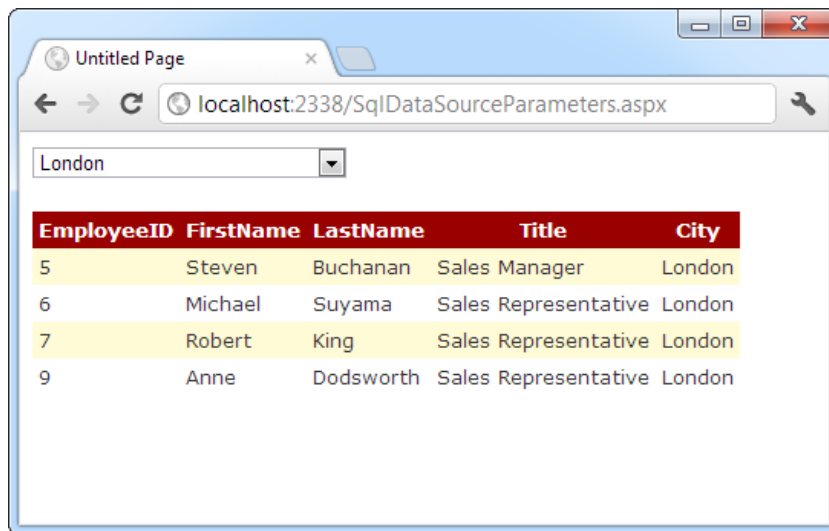 Untitled Page
localhost:2338/SqlDataSourceParameters.aspx
London
EmployeeID FirstName LastName Title City
5 Steven Buchanan Sales Manager London
6 Michael Suyama Sales Representative London
7 Robert King Sales Representative London
9 Anne Dodsworth Sales Representative London